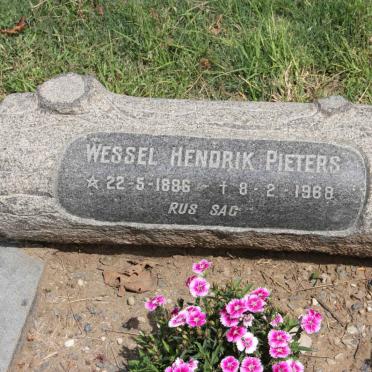 WESSEL HENDRIK PIETERS
☆ 22-5-1886 - † 8-2-1968
RUS SAG